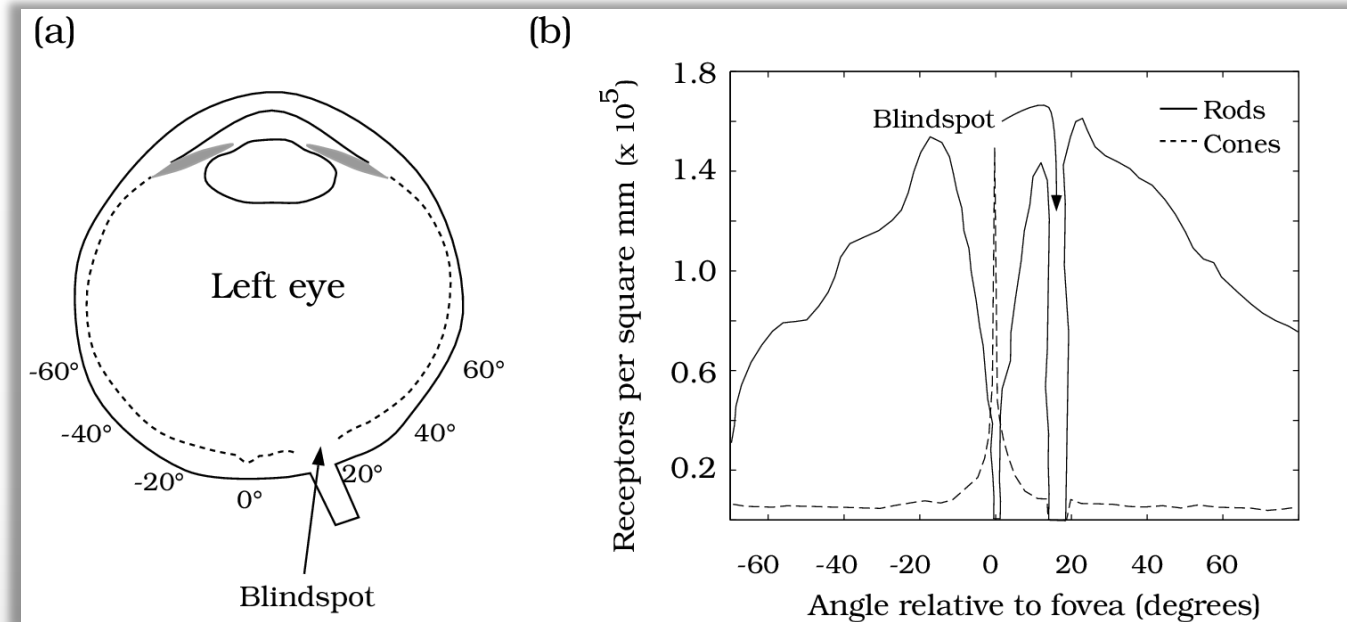 (a)
Left eye
-60°
-40°
-20°
0°
20°
40°
60°
Blindspot
(b)
Receptors per square mm (x 10⁵)
1.8
1.4
1.0
0.6
0.2
Blindspot
Rods
Cones
-60 -40 -20 0 20 40 60
Angle relative to fovea (degrees)